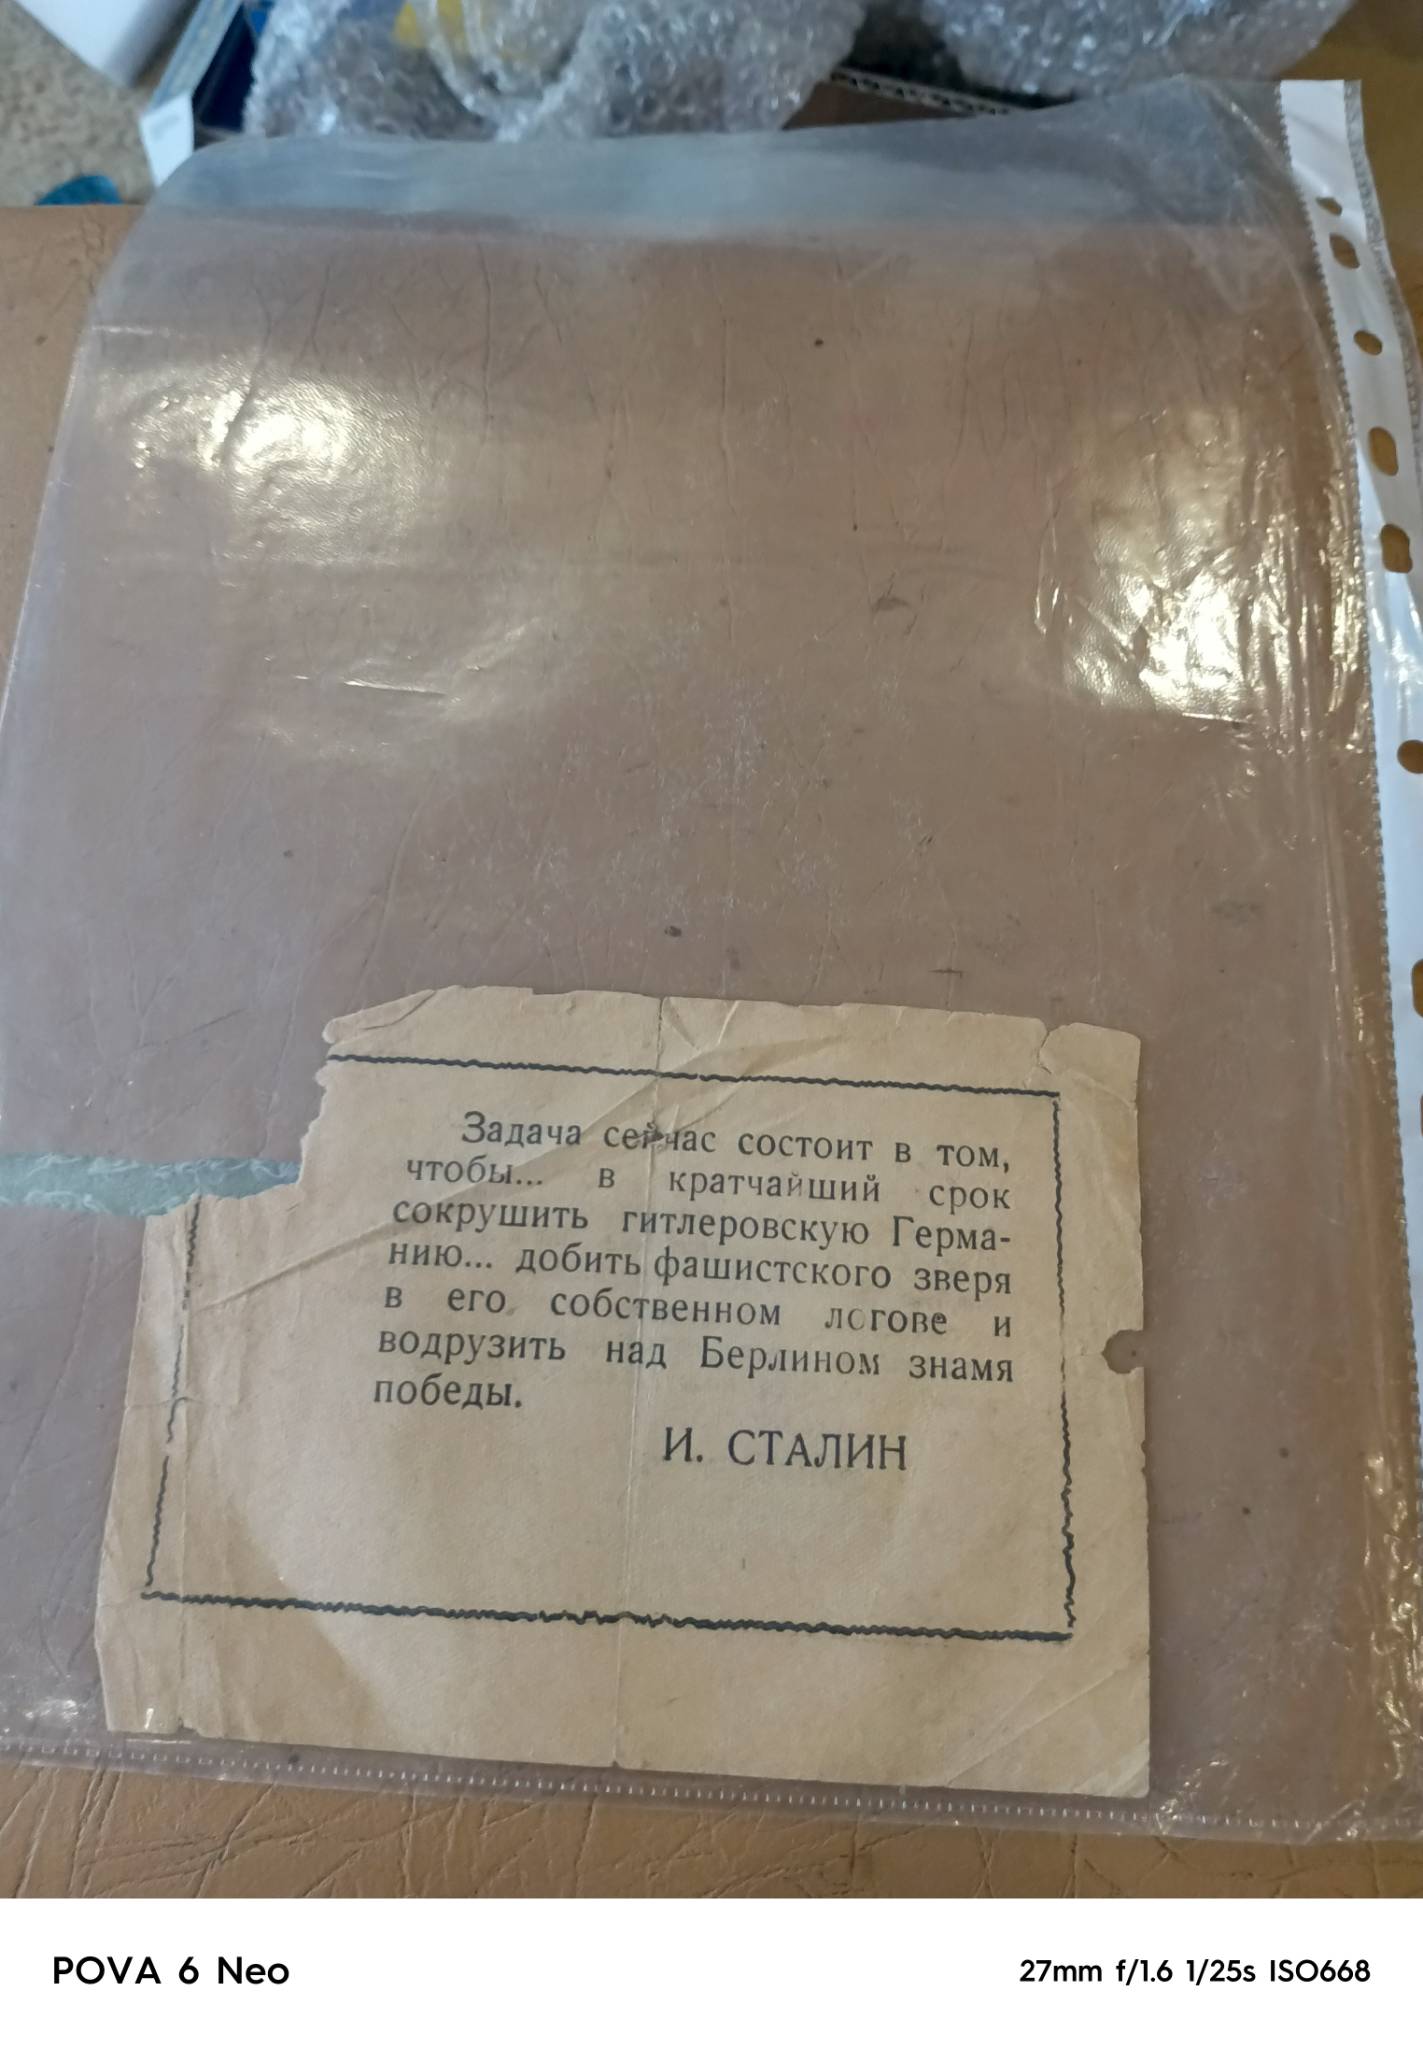 Задача сейчас состоит в том,
чтобы... в кратчайший срок
сокрушить гитлеровскую Герма-
нию... добить фашистского зверя
в его собственном логове и
водрузить над Берлином знамя
победы.
И. СТАЛИН
POVA 6 Neo
27mm f/1.6 1/25s ISO668